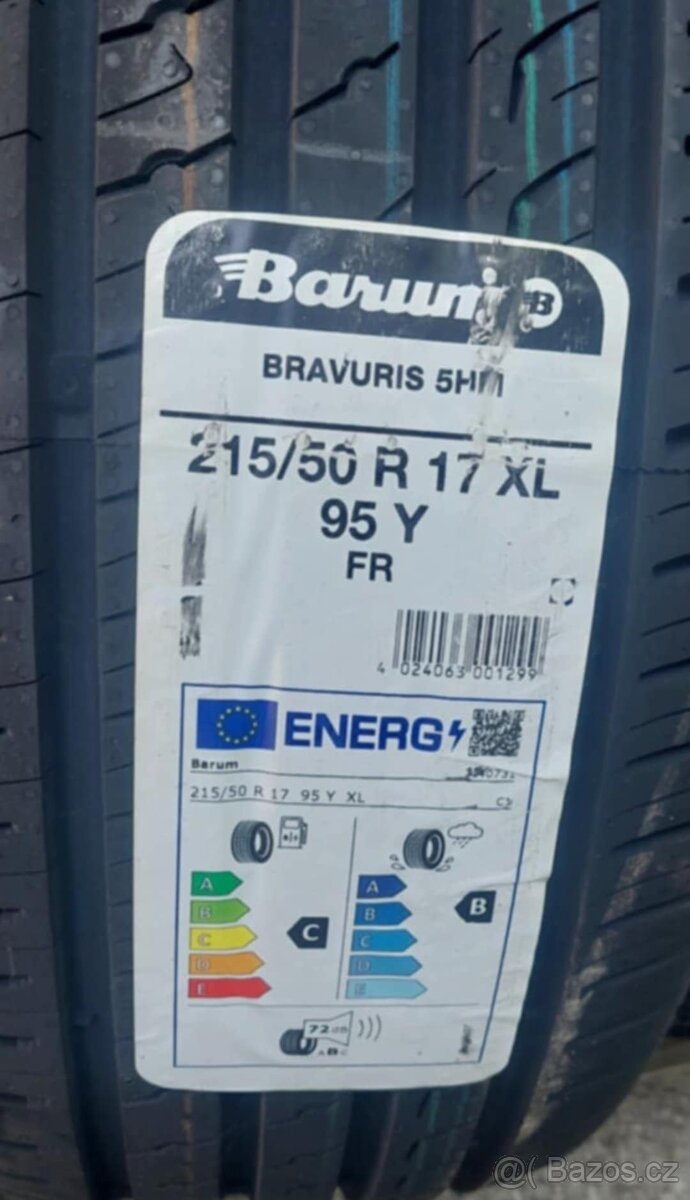 Barum B
BRAVURIS 5HM
215/50 R 17 XL
95 Y
FR
4 024063 001299
ENERG
Barum
215/50 R 17 95 Y XL
A
B
C
D
E
C
A
B
C
D
E
B
72 dB
A B C
@( Bazos.cz